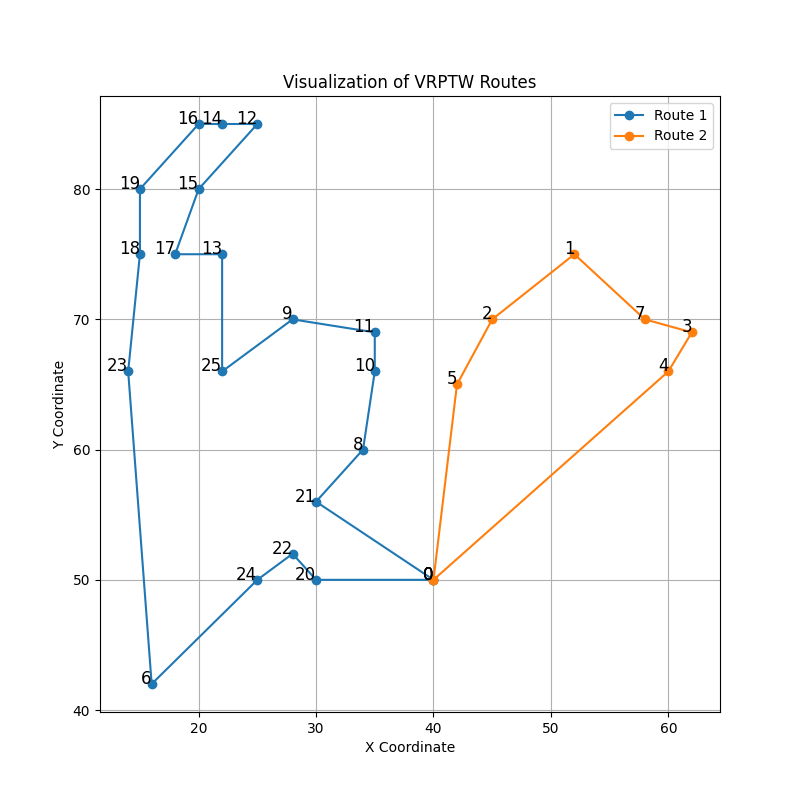 Visualization of VRPTW Routes
Route 1
Route 2
16 14 12
19 15
80
18 17 13 1
9 2 7 3
70
11
23 25 10 4
5
60
8
21
22
50
24 20 0 0
6
40
20 30 40 50 60
X Coordinate
Y Coordinate